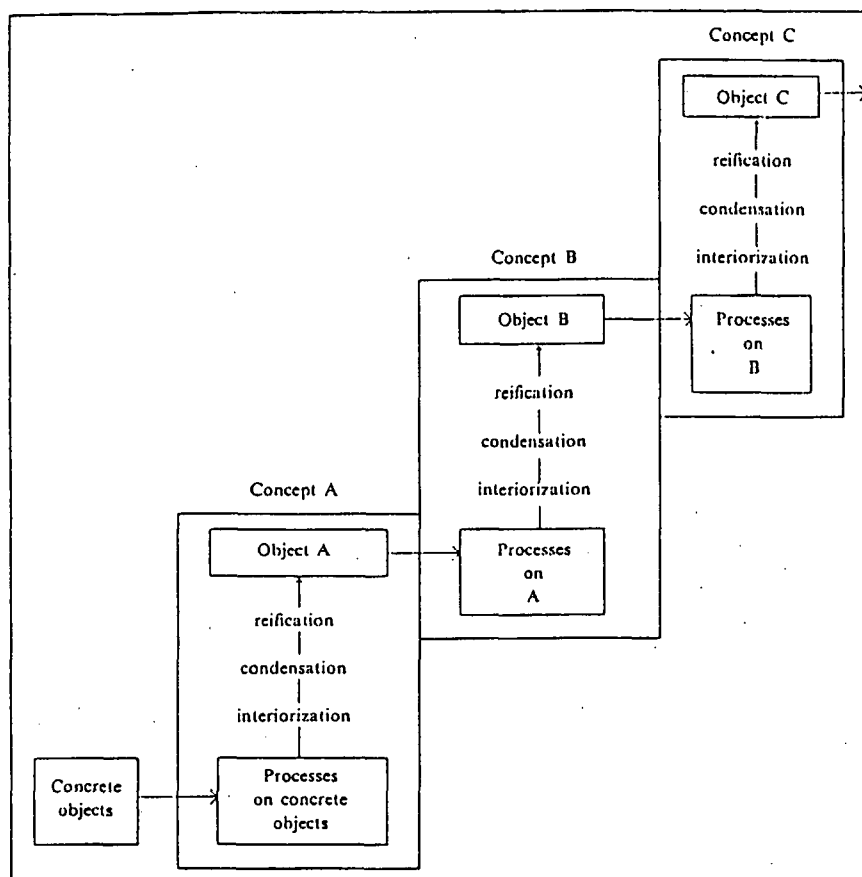 Concept C
Object C
reification
condensation
interiorization
Processes
on
B
Concept B
Object B
reification
condensation
interiorization
Processes
on
A
Concept A
Object A
reification
condensation
interiorization
Processes
on concrete
objects
Concrete
objects